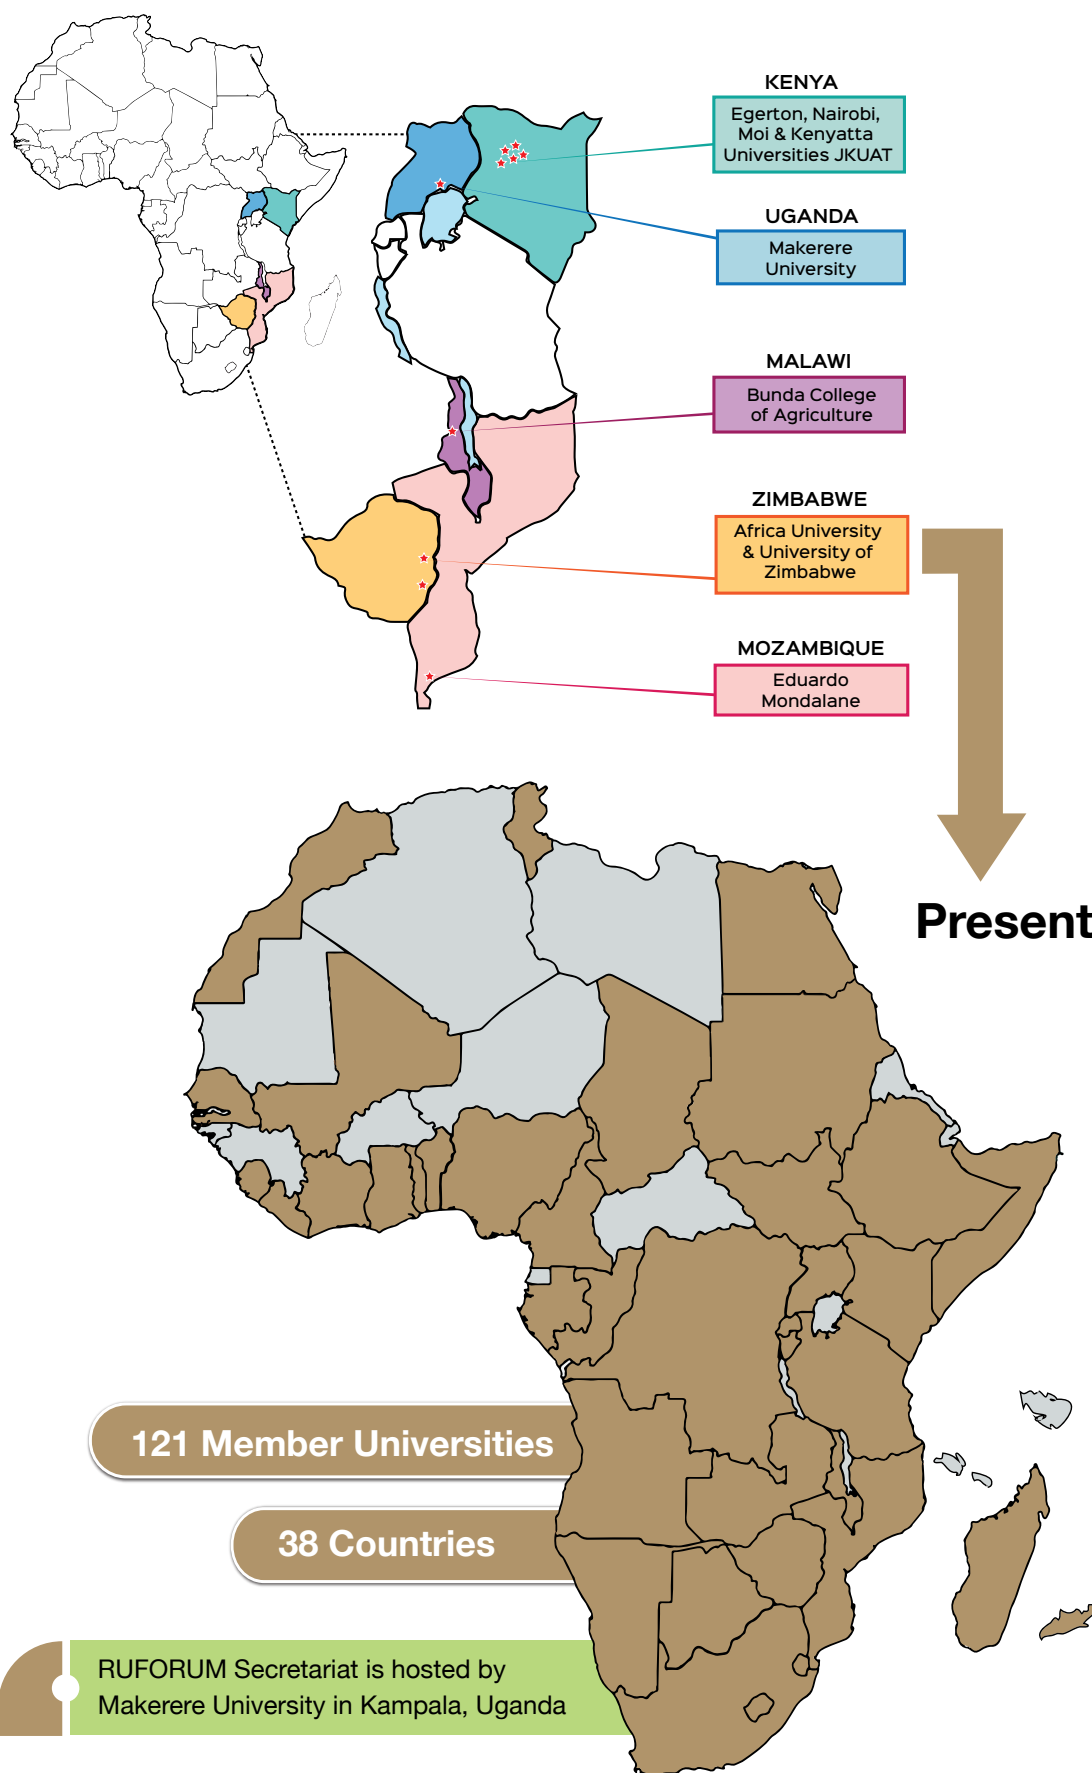 KENYA
Egerton, Nairobi,
Moi & Kenyatta
Universities JKUAT
UGANDA
Makerere
University
MALAWI
Bunda College
of Agriculture
ZIMBABWE
Africa University
& University of
Zimbabwe
MOZAMBIQUE
Eduardo
Mondalane
Present
121 Member Universities
38 Countries
RUFORUM Secretariat is hosted by
Makerere University in Kampala, Uganda